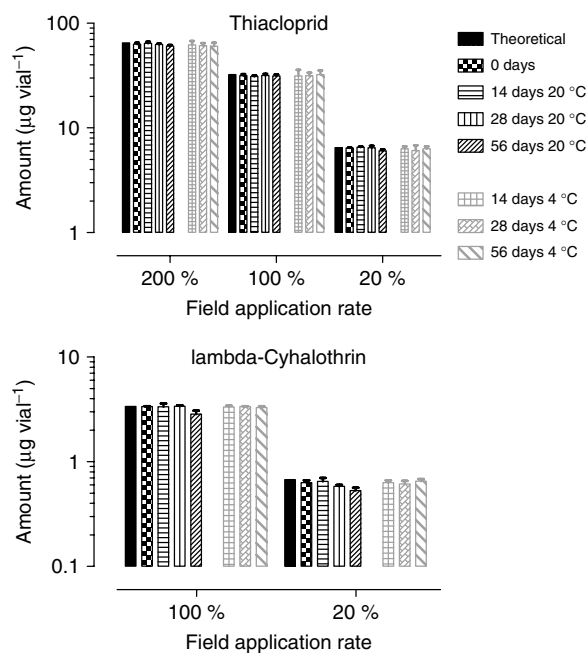 Thiacloprid
100
10
1
Amount (μg vial⁻¹)
200 %
100 %
20 %
Field application rate
Theoretical
0 days
14 days 20 °C
28 days 20 °C
56 days 20 °C
14 days 4 °C
28 days 4 °C
56 days 4 °C
lambda-Cyhalothrin
10
1
0.1
Amount (μg vial⁻¹)
100 %
20 %
Field application rate